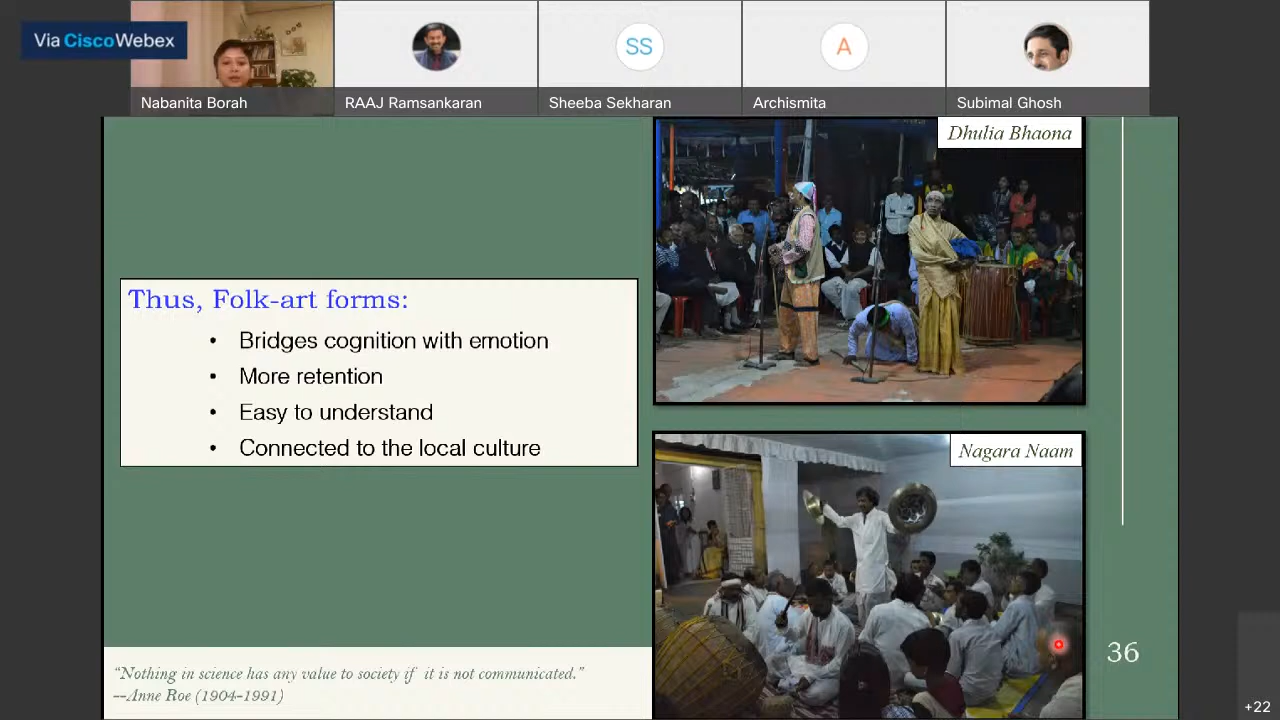 Via Cisco Webex
Nabanita Borah
RAAJ Ramsankaran
SS
Sheeba Sekharan
A
Archismita
Subimal Ghosh
Thus, Folk-art forms:
• Bridges cognition with emotion
• More retention
• Easy to understand
• Connected to the local culture
Dhulia Bhaona
Nagara Naam
“Nothing in science has any value to society if it is not communicated.”
--Anne Roe (1904-1991)
36
+22